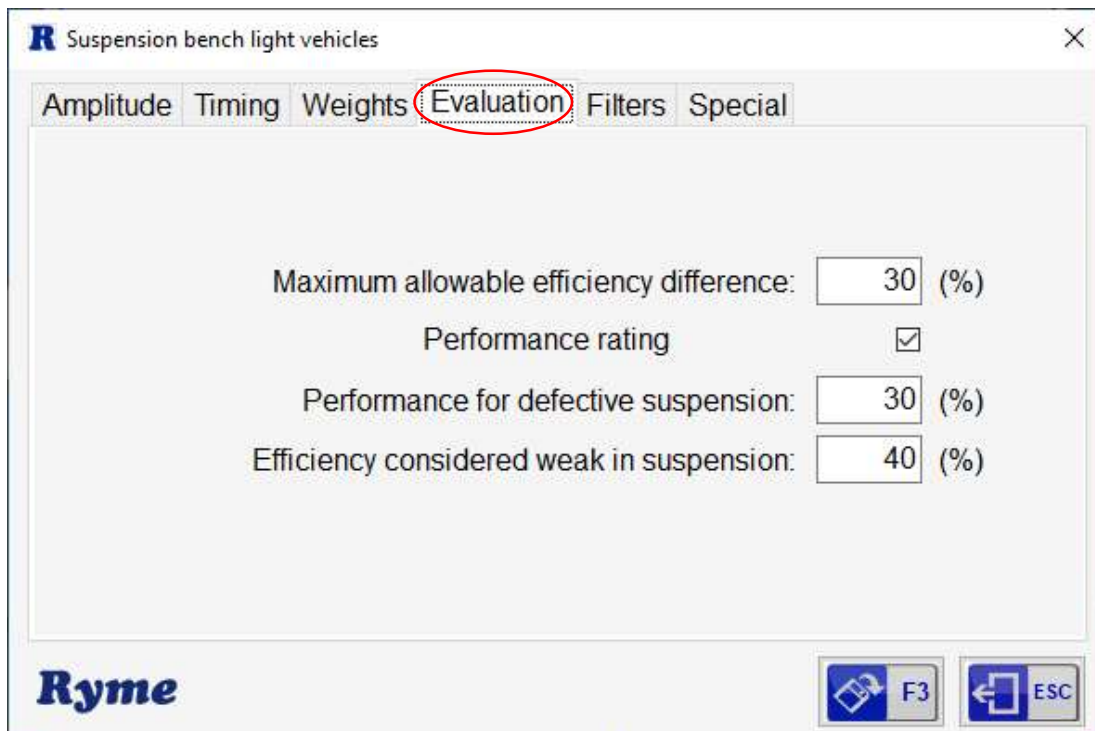 R Suspension bench light vehicles
Amplitude Timing Weights Evaluation Filters Special
Maximum allowable efficiency difference: 30 (%)
Performance rating
Performance for defective suspension: 30 (%)
Efficiency considered weak in suspension: 40 (%)
Ryme F3 ESC